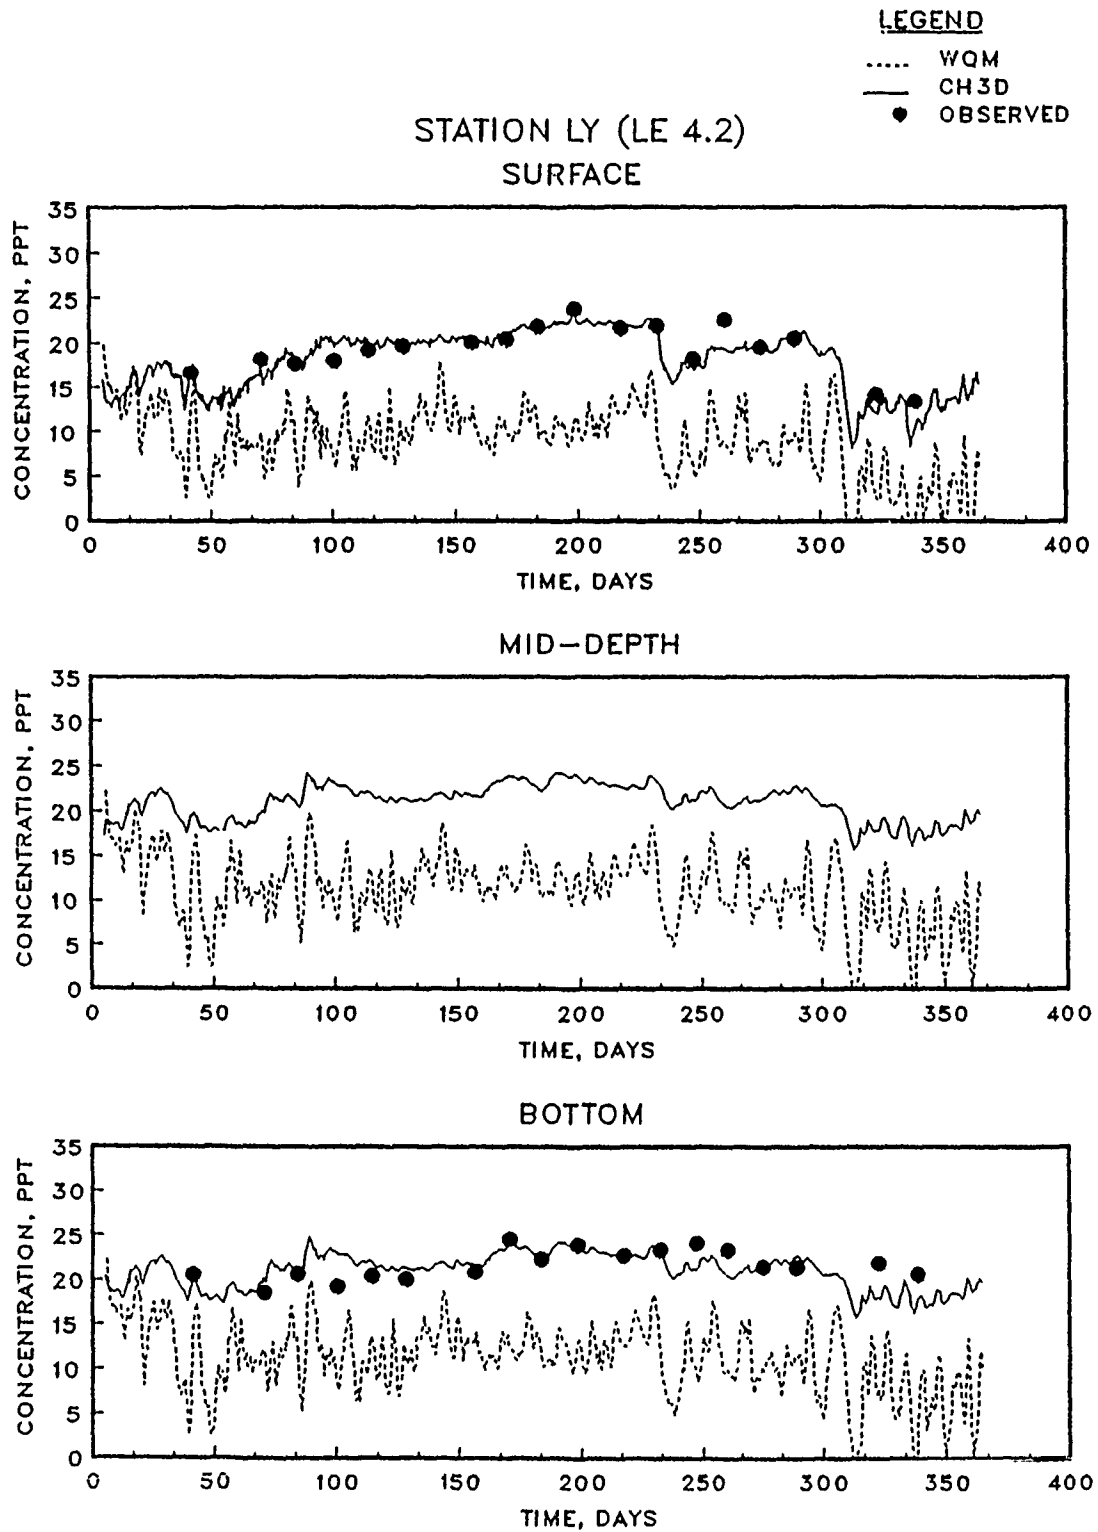 LEGEND
WQM
CH3D
OBSERVED
STATION LY (LE 4.2)
SURFACE
CONCENTRATION, PPT
35
30
25
20
15
10
5
0
0 50 100 150 200 250 300 350 400
TIME, DAYS
MID-DEPTH
CONCENTRATION, PPT
35
30
25
20
15
10
5
0
0 50 100 150 200 250 300 350 400
TIME, DAYS
BOTTOM
CONCENTRATION, PPT
35
30
25
20
15
10
5
0
0 50 100 150 200 250 300 350 400
TIME, DAYS